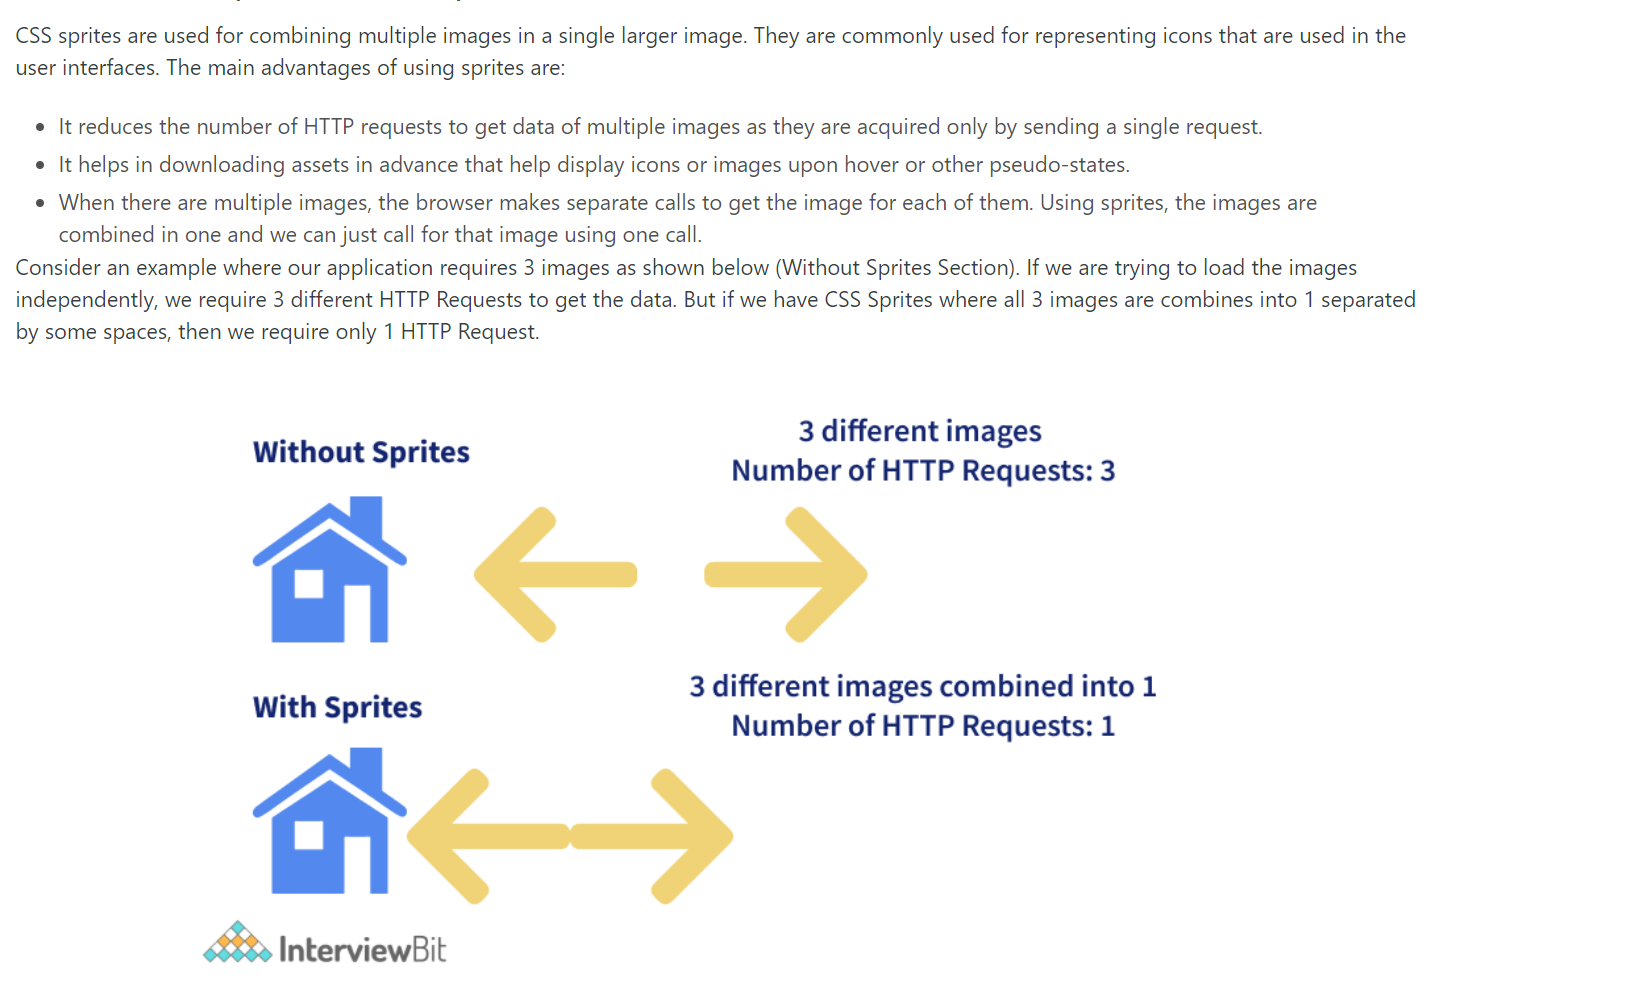 CSS sprites are used for combining multiple images in a single larger image. They are commonly used for representing icons that are used in the
user interfaces. The main advantages of using sprites are:
• It reduces the number of HTTP requests to get data of multiple images as they are acquired only by sending a single request.
• It helps in downloading assets in advance that help display icons or images upon hover or other pseudo-states.
• When there are multiple images, the browser makes separate calls to get the image for each of them. Using sprites, the images are
combined in one and we can just call for that image using one call.
Consider an example where our application requires 3 images as shown below (Without Sprites Section). If we are trying to load the images
independently, we require 3 different HTTP Requests to get the data. But if we have CSS Sprites where all 3 images are combines into 1 separated
by some spaces, then we require only 1 HTTP Request.
Without Sprites
3 different images
Number of HTTP Requests: 3
With Sprites
3 different images combined into 1
Number of HTTP Requests: 1
InterviewBit